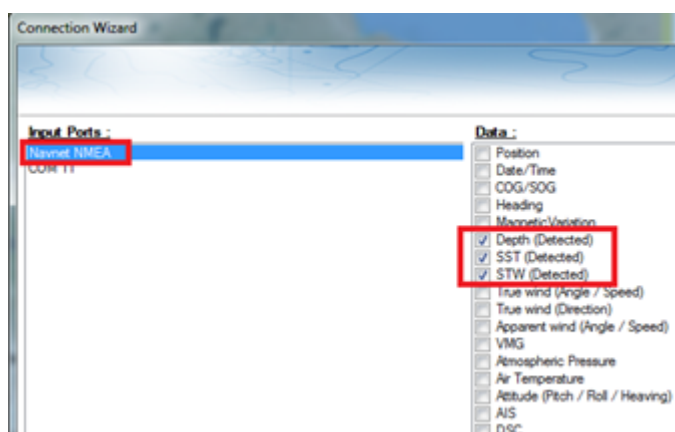 Connection Wizard
Input Ports :
Navnet NMEA
COM 11
Data :
Position
Date/Time
COG/SOG
Heading
MagneticVariation
Depth (Detected)
SST (Detected)
STW (Detected)
True wind (Angle / Speed)
True wind (Direction)
Apparent wind (Angle / Speed)
VMG
Atmospheric Pressure
Air Temperature
Attitude (Pitch / Roll / Heaving)
AIS
DSC